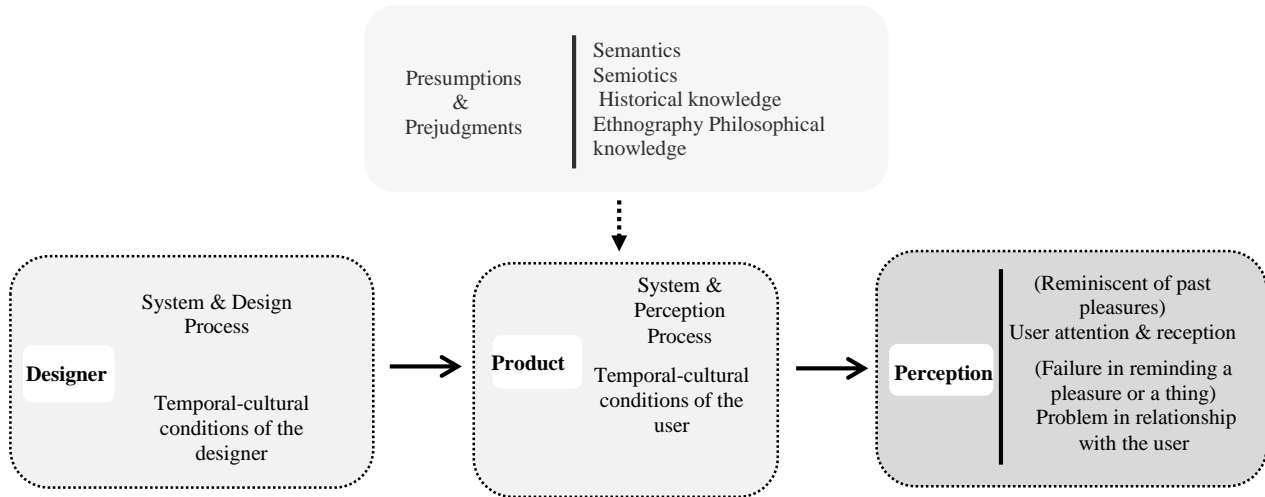 Presumptions
&
Prejudgments
Semantics
Semiotics
Historical knowledge
Ethnography Philosophical
knowledge
Designer
System & Design
Process
Temporal-cultural
conditions of the
designer
Product
System &
Perception
Process
Temporal-cultural
conditions of the
user
Perception
(Reminiscent of past
pleasures)
User attention & reception
(Failure in reminding a
pleasure or a thing)
Problem in relationship
with the user